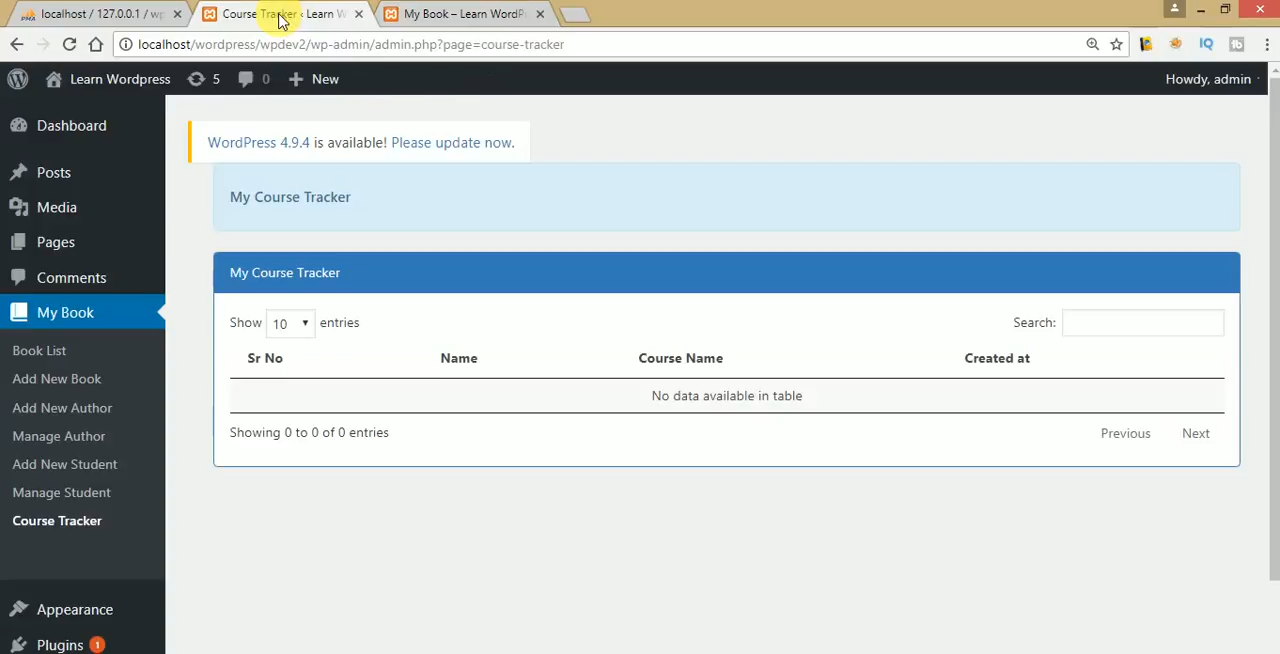 localhost / 127.0.0.1 / wp
Course Tracker ‹ Learn W
My Book – Learn WordPr
localhost/wordpress/wpdev2/wp-admin/admin.php?page=course-tracker
IQ
Learn Wordpress
5
0
New
Howdy, admin
Dashboard
Posts
Media
Pages
Comments
My Book
Book List
Add New Book
Add New Author
Manage Author
Add New Student
Manage Student
Course Tracker
Appearance
Plugins 1
WordPress 4.9.4 is available! Please update now.
My Course Tracker
My Course Tracker
Show 10 entries
Search:
Sr No Name Course Name Created at
No data available in table
Showing 0 to 0 of 0 entries
Previous Next